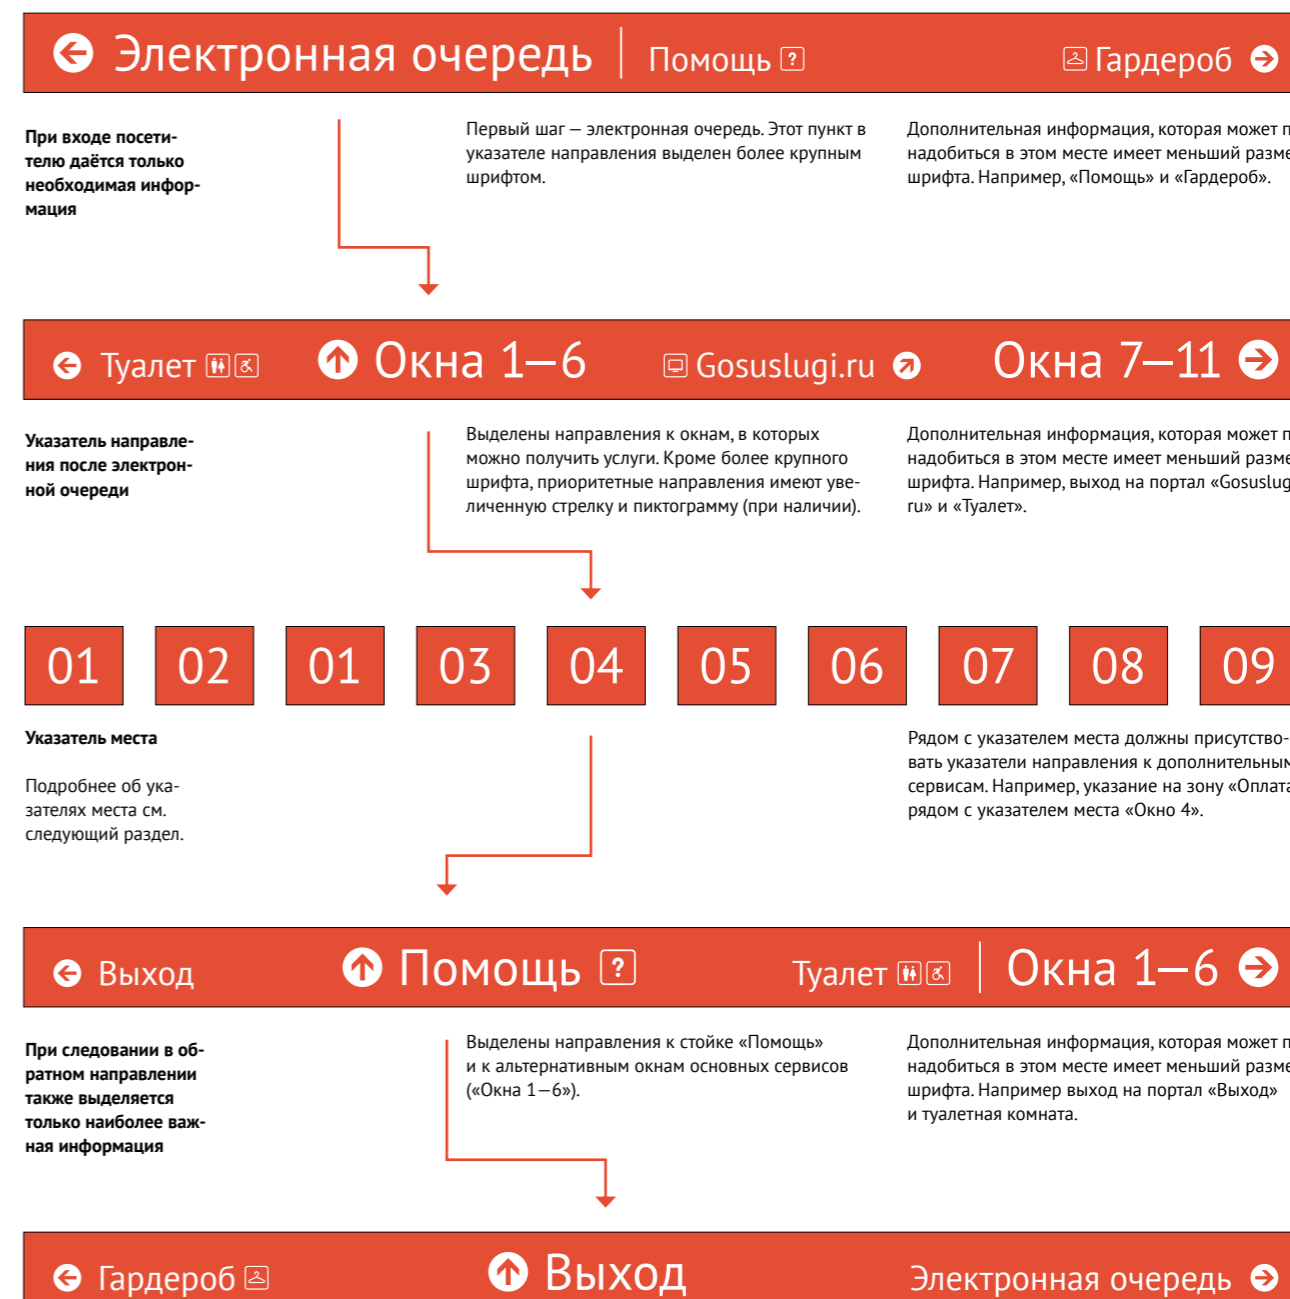 Электронная очередь Помощь ? Гардероб
При входе посети-
телю даётся только
необходимая инфор-
мация
Первый шаг — электронная очередь. Этот пункт в
указателе направления выделен более крупным
шрифтом.
Дополнительная информация, которая может п
надобиться в этом месте имеет меньший разме
шрифта. Например, «Помощь» и «Гардероб».
Туалет Окна 1—6 Gosuslugi.ru Окна 7—11
Указатель направле-
ния после электрон-
ной очереди
Выделены направления к окнам, в которых
можно получить услуги. Кроме более крупного
шрифта, приоритетные направления имеют уве-
личенную стрелку и пиктограмму (при наличии).
Дополнительная информация, которая может п
надобиться в этом месте имеет меньший разме
шрифта. Например, выход на портал «Gosuslug
ru» и «Туалет».
01 02 01 03 04 05 06 07 08 09
Указатель места
Подробнее об ука-
зателях места см.
следующий раздел.
Рядом с указателем места должны присутство-
вать указатели направления к дополнительным
сервисам. Например, указание на зону «Оплата
рядом с указателем места «Окно 4».
Выход Помощь ? Туалет Окна 1—6
При следовании в об-
ратном направлении
также выделяется
только наиболее важ-
ная информация
Выделены направления к стойке «Помощь»
и к альтернативным окнам основных сервисов
(«Окна 1—6»).
Дополнительная информация, которая может п
надобиться в этом месте имеет меньший разме
шрифта. Например выход на портал «Выход»
и туалетная комната.
Гардероб Выход Электронная очередь